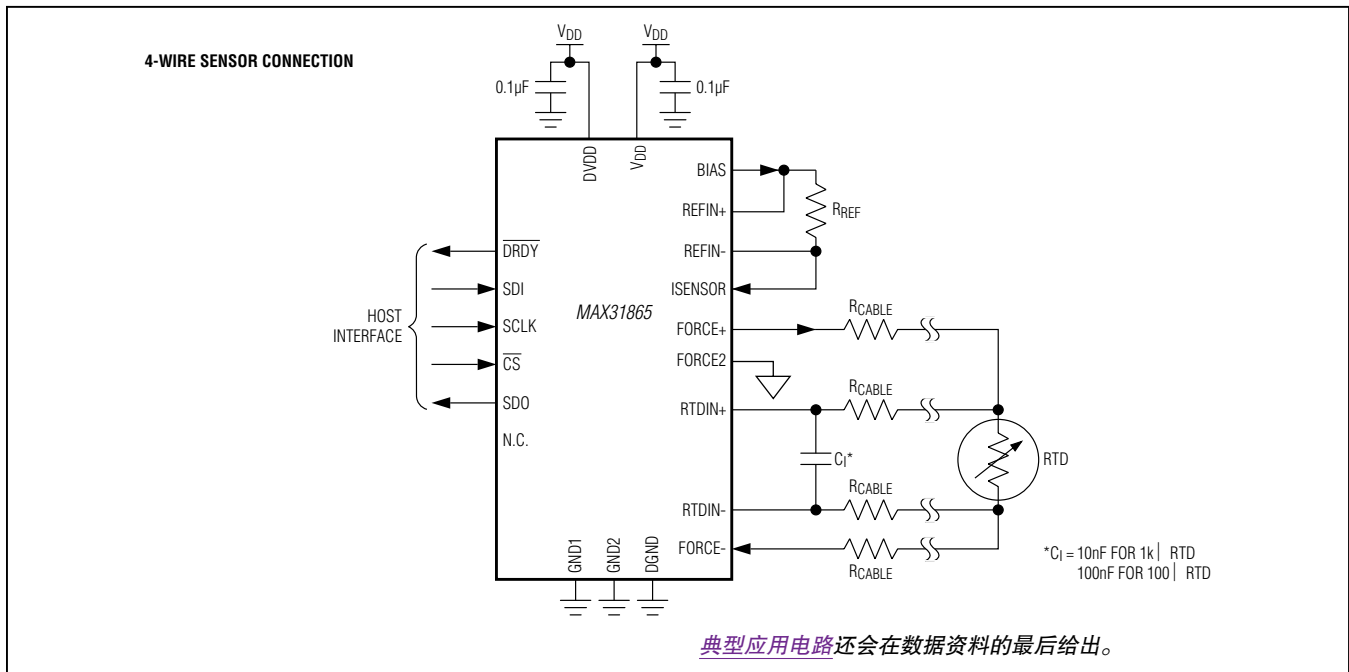 4-WIRE SENSOR CONNECTION
VDD
VDD
0.1µF
0.1µF
DVDD
VDD
BIAS
REFIN+
RREF
REFIN-
ISENSOR
MAX31865
HOST
INTERFACE
DRDY
SDI
SCLK
CS
SDO
N.C.
FORCE+
RCABLE
FORCE2
RTDIN+
RCABLE
CI*
RTD
RTDIN-
RCABLE
FORCE-
RCABLE
GND1
GND2
DGND
*CI = 10nF FOR 1k| RTD
100nF FOR 100| RTD
典型应用电路还会在数据资料的最后给出。